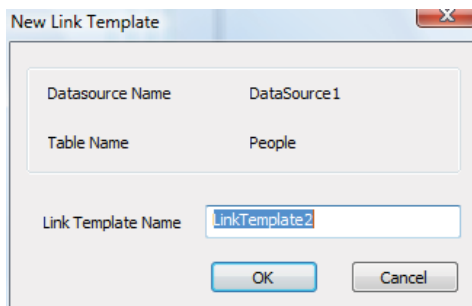 New Link Template
Datasource Name DataSource1
Table Name People
Link Template Name LinkTemplate2
OK Cancel